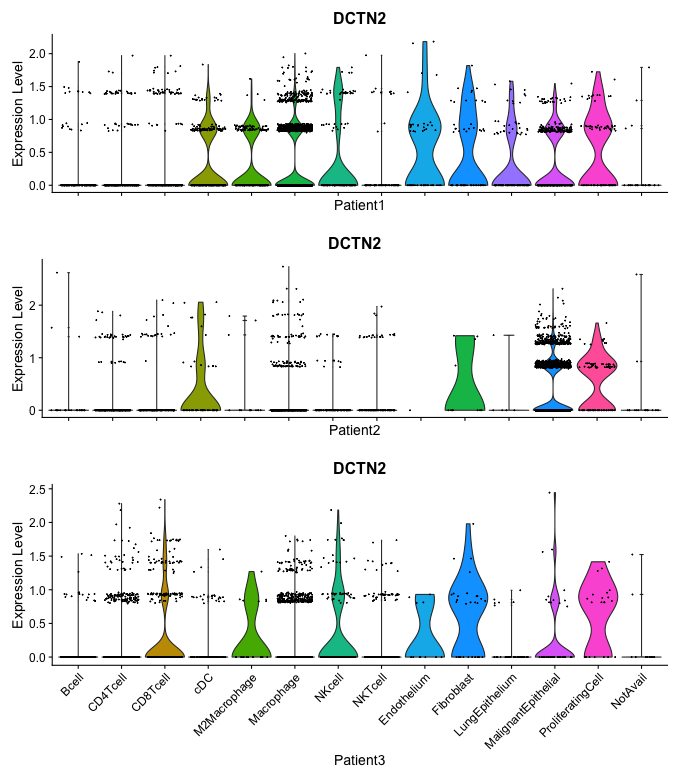 DCTN2
Expression Level
2.0
1.5
1.0
0.5
0.0
Patient1
DCTN2
Expression Level
2
1
0
Patient2
DCTN2
Expression Level
2.5
2.0
1.5
1.0
0.5
0.0
Bcell
CD4Tcell
CD8Tcell
cDC
M2Macrophage
Macrophage
NKcell
NKTcell
Endothelium
Fibroblast
LungEpithelium
MalignantEpithelial
ProliferatingCell
NotAvail
Patient3